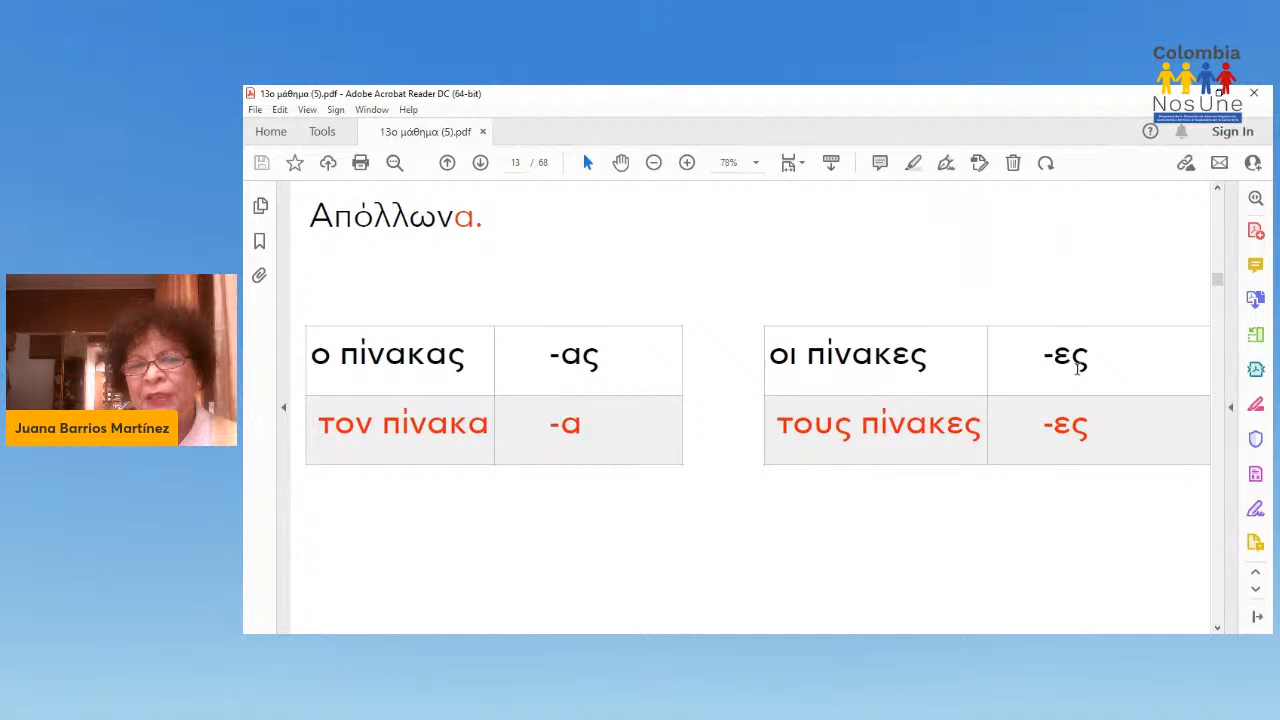 Colombia
NosUne
13ο μάθημα (5).pdf - Adobe Acrobat Reader DC (64-bit)
File Edit View Sign Window Help
Home Tools 13ο μάθημα (5).pdf × Sign In
13 / 68 78%
Απόλλωνα.
ο πίνακας -ας οι πίνακες -ες
τον πίνακα -α τους πίνακες -ες
Juana Barrios Martínez